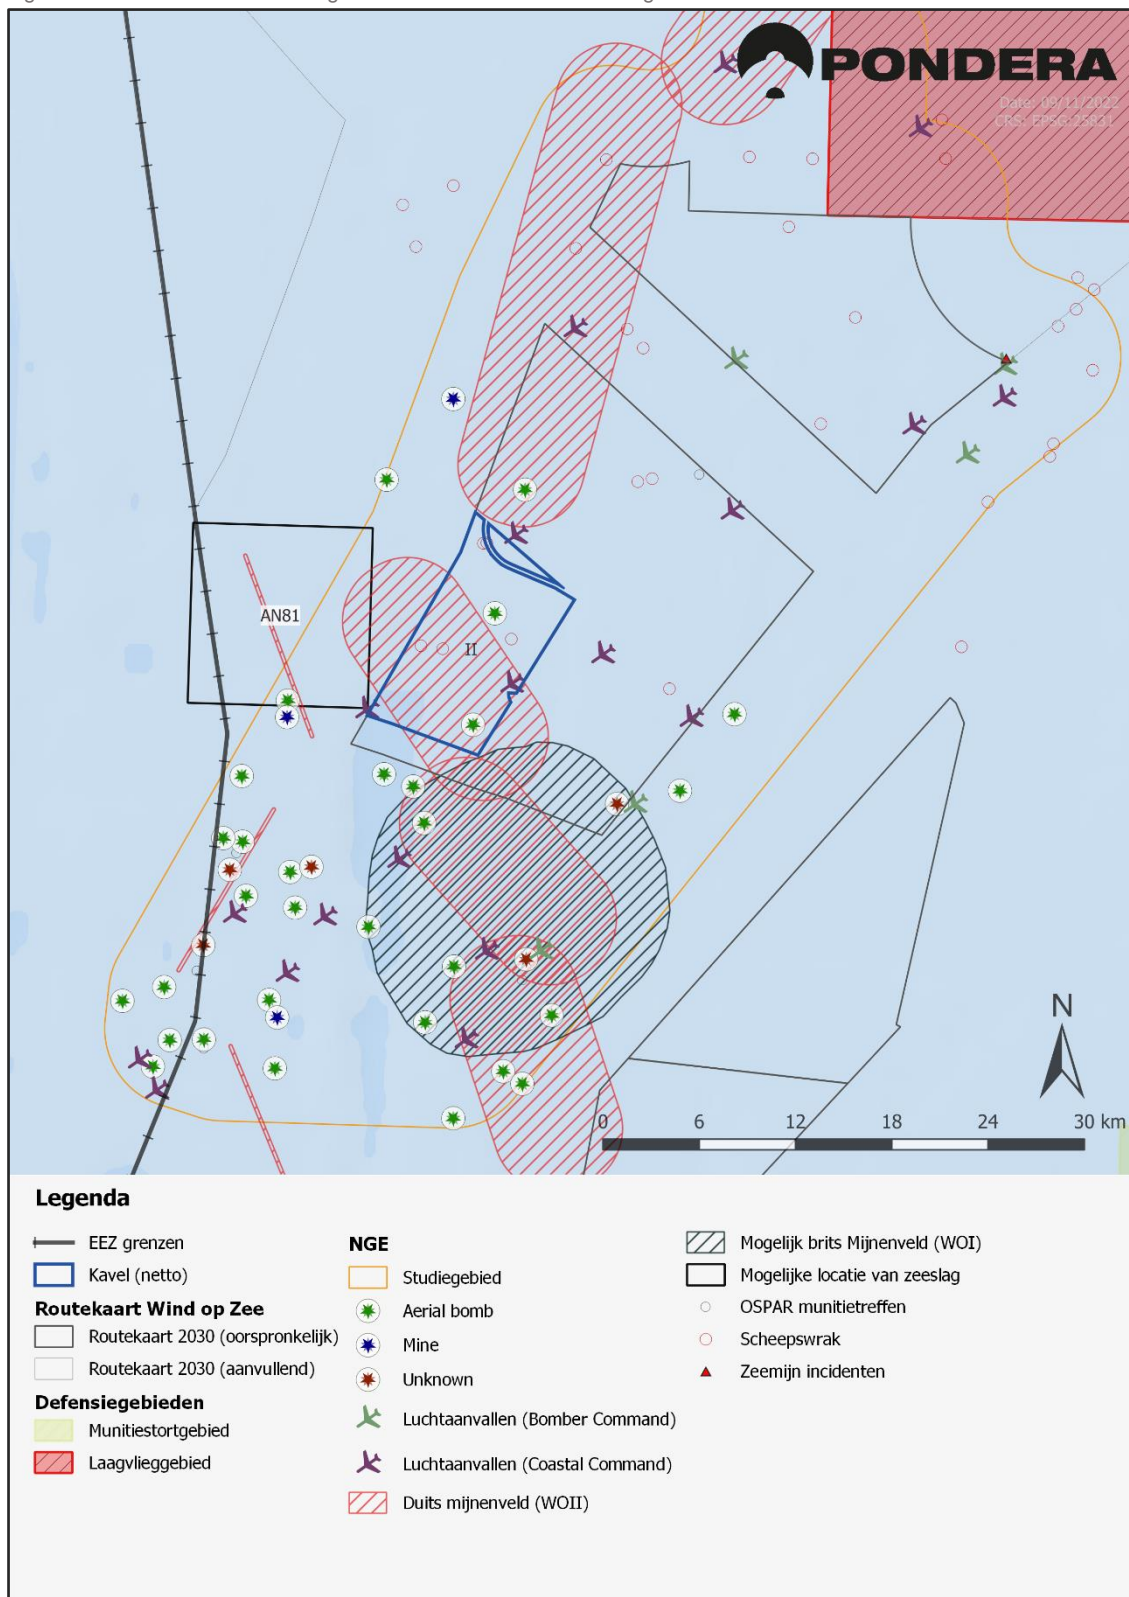 PONDERA
Date: 09/11/2022
CRS: EPSG:25831
AN81
II
N
0 6 12 18 24 30 km
Legenda
EEZ grenzen
Kavel (netto)
Routekaart Wind op Zee
Routekaart 2030 (oorspronkelijk)
Routekaart 2030 (aanvullend)
Defensiegebieden
Munitiestortgebied
Laagvlieggebied
NGE
Studiegebied
Aerial bomb
Mine
Unknown
Luchtaanvallen (Bomber Command)
Luchtaanvallen (Coastal Command)
Duits mijnenveld (WOII)
Mogelijk brits Mijnenveld (WOI)
Mogelijke locatie van zeeslag
OSPAR munitietreffen
Scheepswrak
Zeemijn incidenten